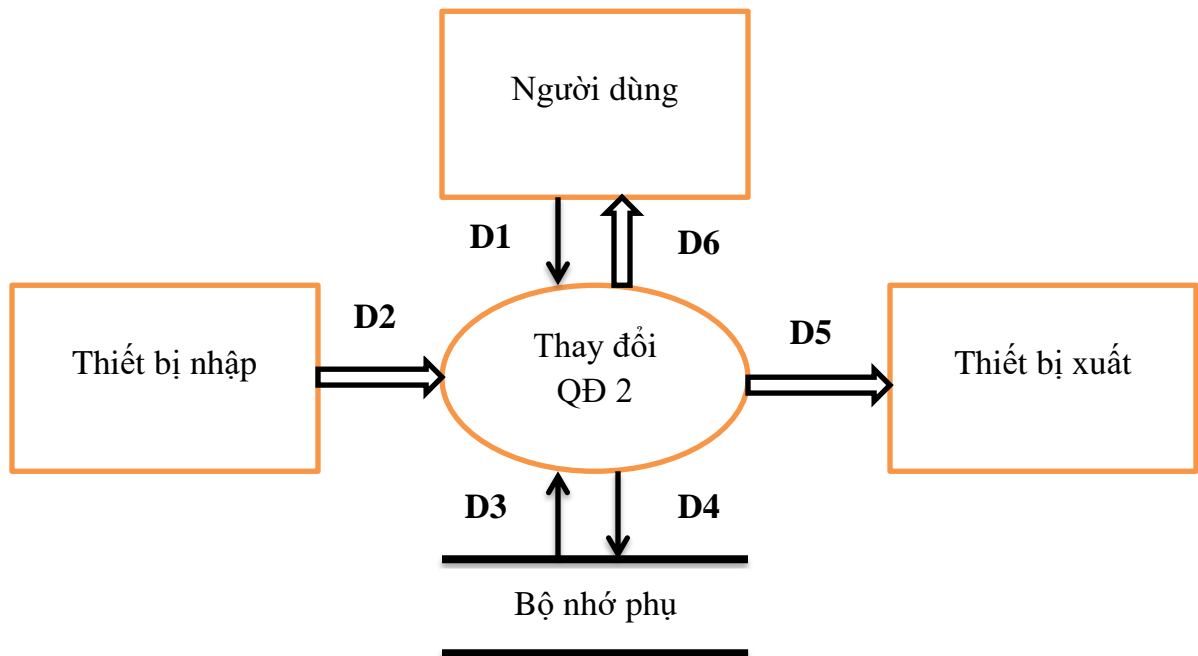 Người dùng
D1
D6
Thiết bị nhập
D2
Thay đổi
QĐ 2
D5
Thiết bị xuất
D3
D4
Bộ nhớ phụ